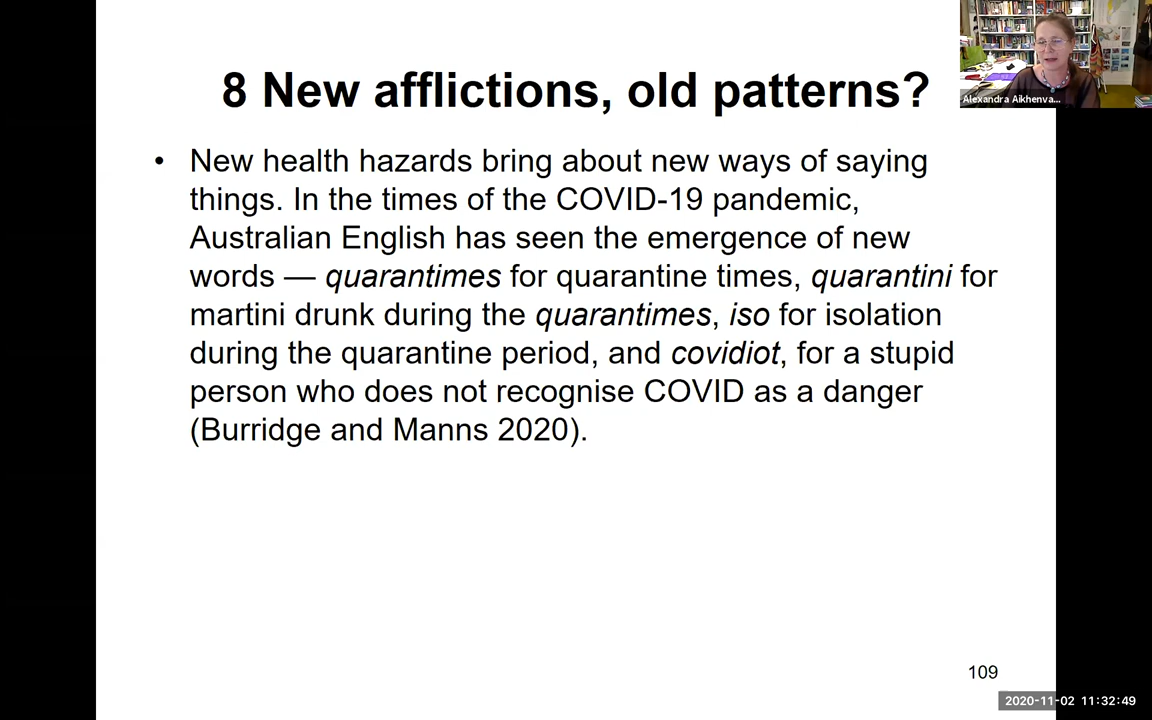 8 New afflictions, old patterns?
Alexandra Aikhenva...
• New health hazards bring about new ways of saying
things. In the times of the COVID-19 pandemic,
Australian English has seen the emergence of new
words — quarantimes for quarantine times, quarantini for
martini drunk during the quarantimes, iso for isolation
during the quarantine period, and covidiot, for a stupid
person who does not recognise COVID as a danger
(Burridge and Manns 2020).
109
2020-11-02 11:32:49